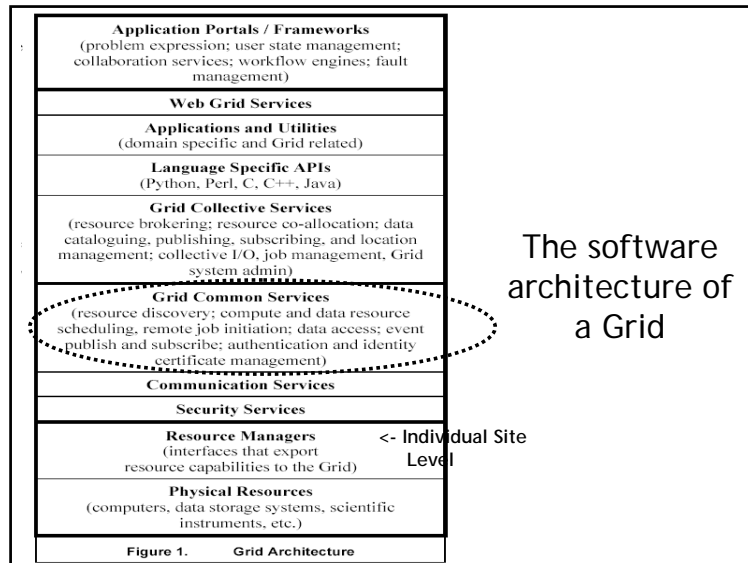 Application Portals / Frameworks
(problem expression; user state management;
collaboration services; workflow engines; fault
management)
Web Grid Services
Applications and Utilities
(domain specific and Grid related)
Language Specific APIs
(Python, Perl, C, C++, Java)
Grid Collective Services
(resource brokering; resource co-allocation; data
cataloguing, publishing, subscribing, and location
management; collective I/O, job management, Grid
system admin)
Grid Common Services
(resource discovery; compute and data resource
scheduling, remote job initiation; data access; event
publish and subscribe; authentication and identity
certificate management)
Communication Services
Security Services
Resource Managers
(interfaces that export
resource capabilities to the Grid)
Physical Resources
(computers, data storage systems, scientific
instruments, etc.)
Figure 1. Grid Architecture
The software
architecture of
a Grid
<- Individual Site
Level